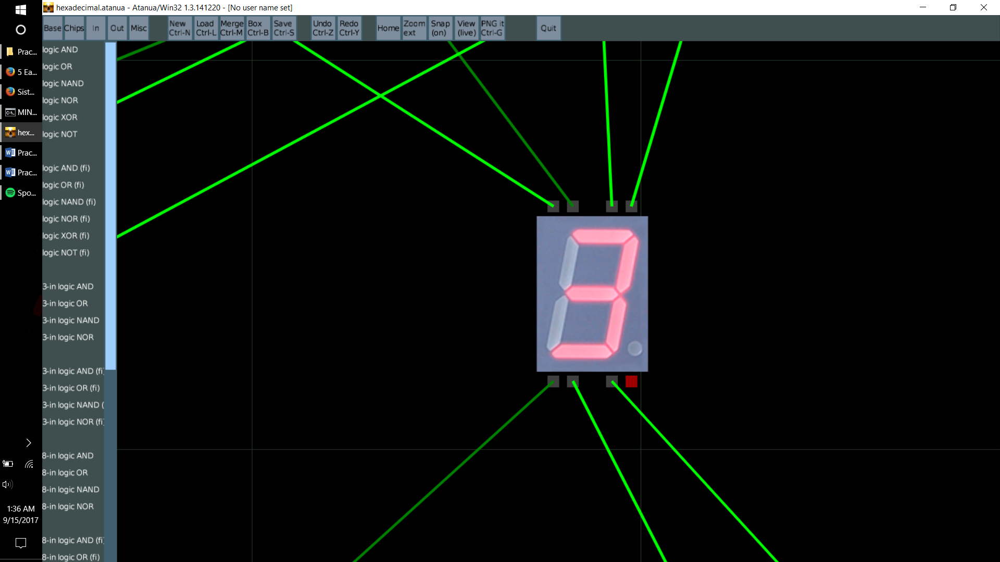 hexadecimal.atanua - Atanua/Win32 1.3.141220 - [No user name set]
Base Chips In Out Misc
New Ctrl-N
Load Ctrl-L
Merge Ctrl-M
Box Ctrl-B
Save Ctrl-S
Undo Ctrl-Z
Redo Ctrl-Y
Home
Zoom ext
Snap (on)
View (live)
PNG it Ctrl-G
Quit
Prac...
5 Ea...
Sist...
MIN...
hex...
Prac...
Prac...
Spo...
1:36 AM
9/15/2017
logic AND
logic OR
logic NAND
logic NOR
logic XOR
logic NOT
logic AND (fi)
logic OR (fi)
logic NAND (fi)
logic NOR (fi)
logic XOR (fi)
logic NOT (fi)
3-in logic AND
3-in logic OR
3-in logic NAND
3-in logic NOR
3-in logic AND (fi)
3-in logic OR (fi)
3-in logic NAND (
3-in logic NOR (fi)
8-in logic AND
8-in logic OR
8-in logic NAND
8-in logic NOR
8-in logic AND (fi)
8-in logic OR (fi)
3